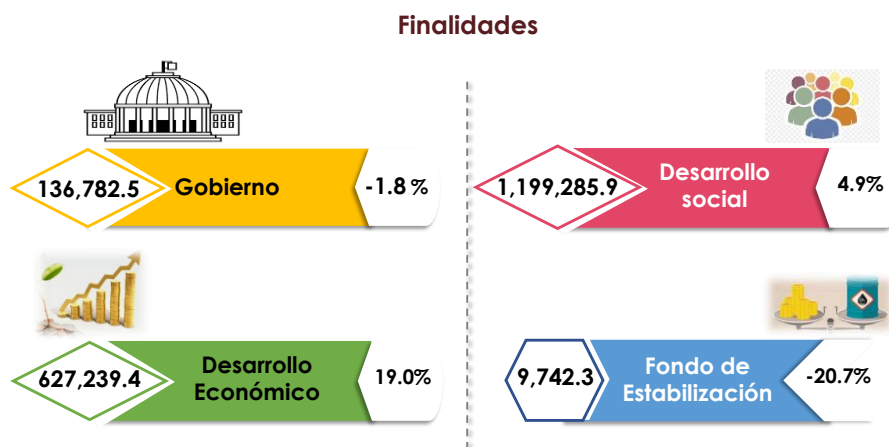 Finalidades
136,782.5 Gobierno -1.8 %
1,199,285.9 Desarrollo social 4.9%
627,239.4 Desarrollo Económico 19.0%
9,742.3 Fondo de Estabilización -20.7%